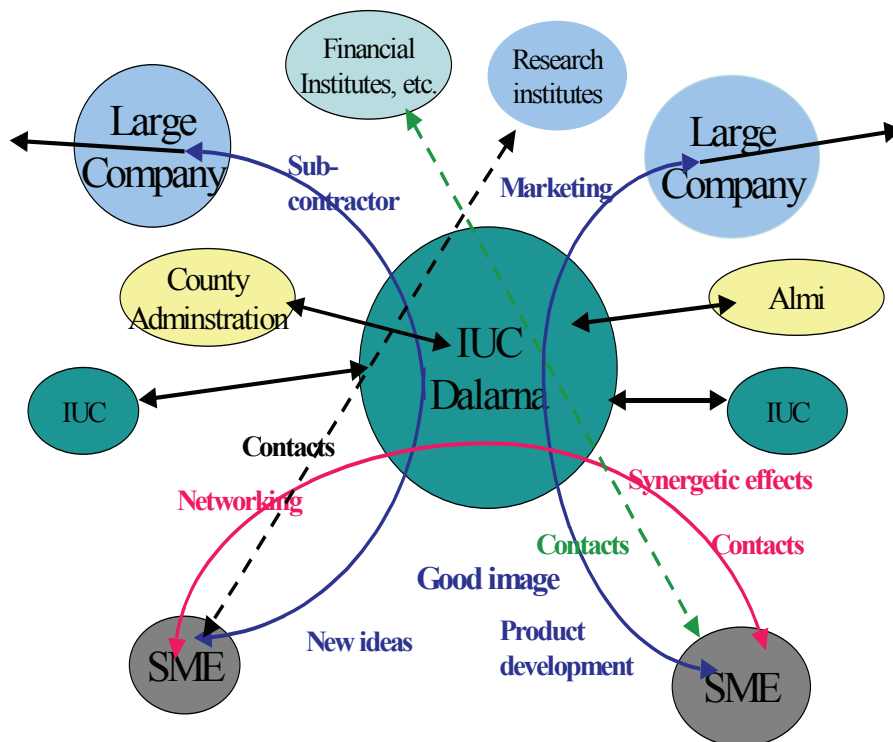 Financial
Institutes, etc.
Research
institutes
Large
Company
Large
Company
Sub-
contractor
Marketing
County
Adminstration
Almi
IUC
Dalarna
IUC
IUC
Contacts
Networking
Synergetic effects
Contacts
Contacts
Good image
New ideas
Product
development
SME
SME